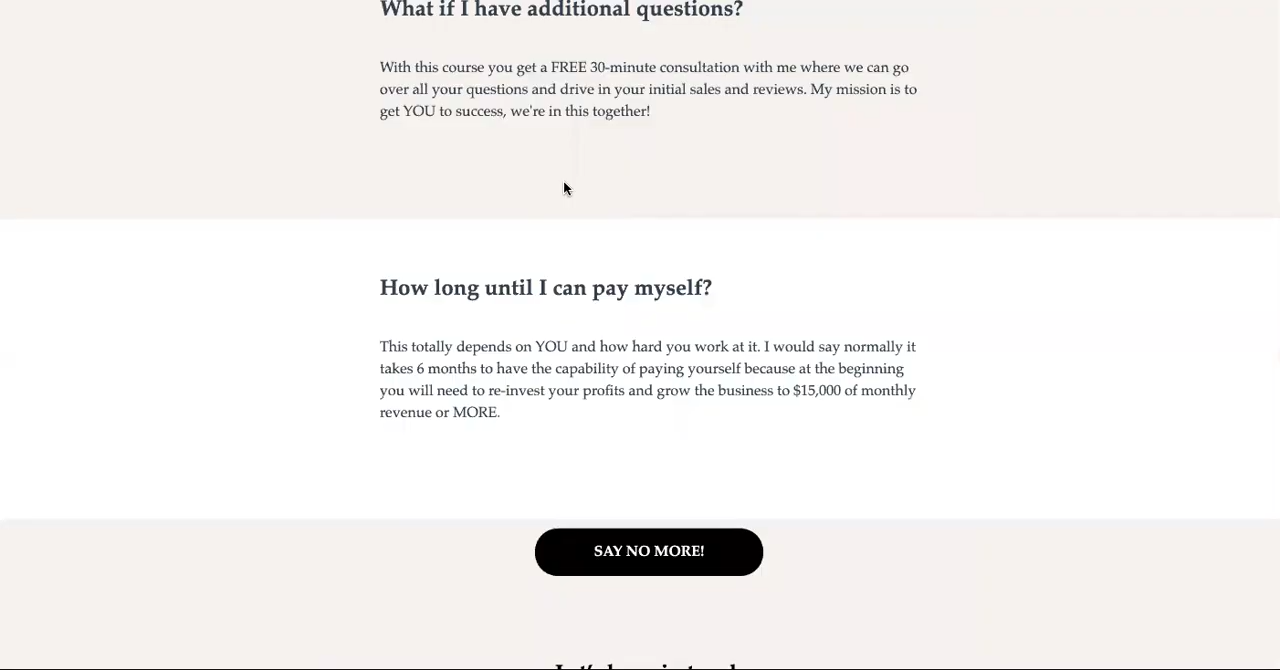 What if I have additional questions?
With this course you get a FREE 30-minute consultation with me where we can go
over all your questions and drive in your initial sales and reviews. My mission is to
get YOU to success, we're in this together!
How long until I can pay myself?
This totally depends on YOU and how hard you work at it. I would say normally it
takes 6 months to have the capability of paying yourself because at the beginning
you will need to re-invest your profits and grow the business to $15,000 of monthly
revenue or MORE.
SAY NO MORE!